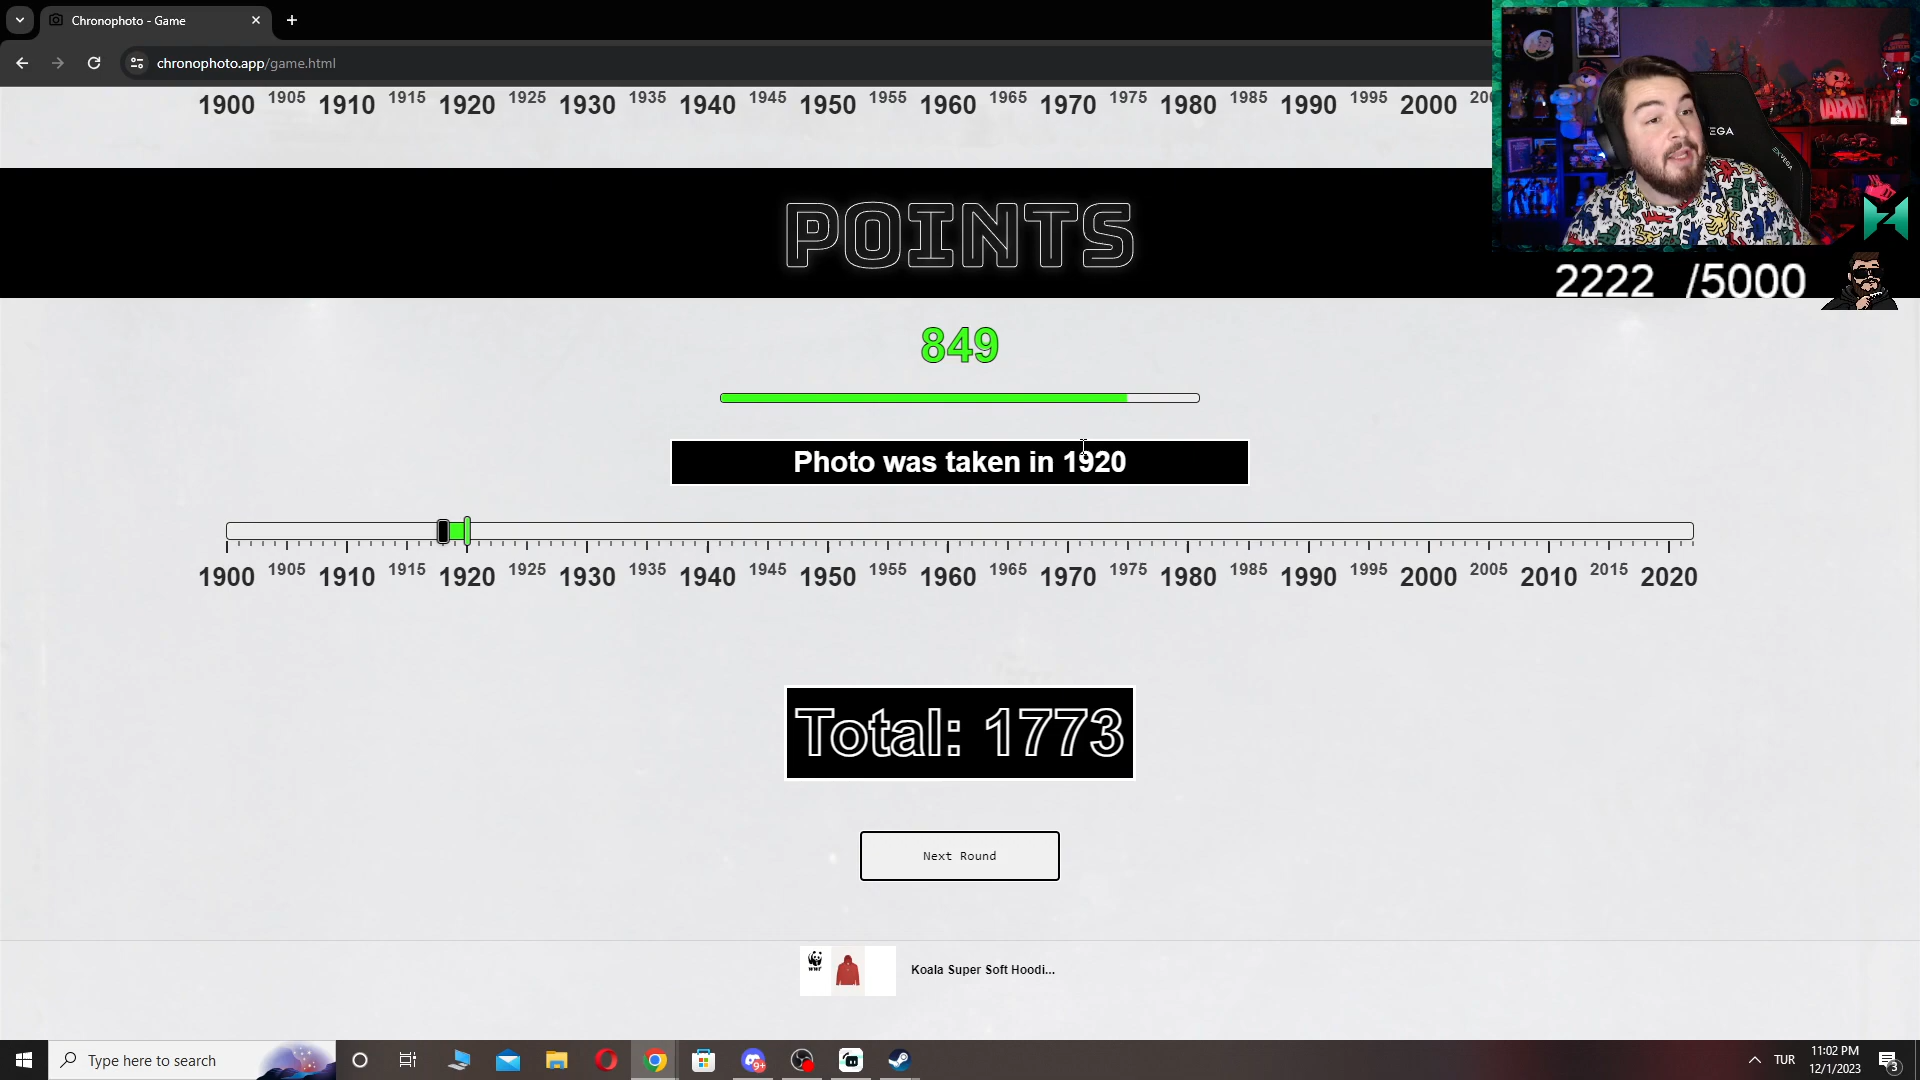 Chronophoto - Game
chronophoto.app/game.html
1900 1905 1910 1915 1920 1925 1930 1935 1940 1945 1950 1955 1960 1965 1970 1975 1980 1985 1990 1995 2000
POINTS
2222 /5000
849
Photo was taken in 1920
1900 1905 1910 1915 1920 1925 1930 1935 1940 1945 1950 1955 1960 1965 1970 1975 1980 1985 1990 1995 2000 2005 2010 2015 2020
Total: 1773
Next Round
WWF
Koala Super Soft Hoodi...
Type here to search
9+
TUR
11:02 PM
12/1/2023
3